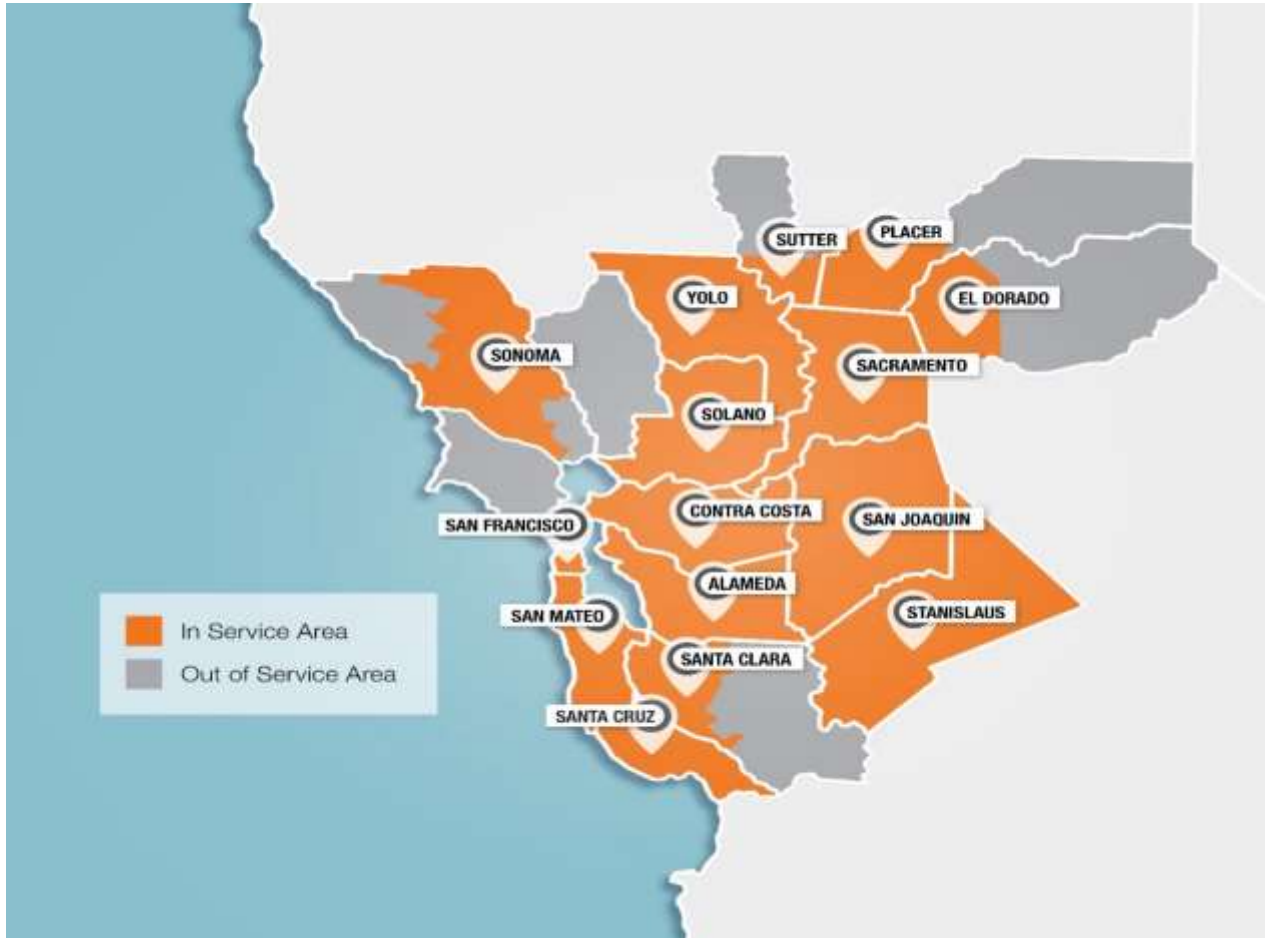 SUTTER
PLACER
YOLO
EL DORADO
SONOMA
SACRAMENTO
SOLANO
CONTRA COSTA
SAN FRANCISCO
SAN JOAQUIN
ALAMEDA
SAN MATEO
STANISLAUS
SANTA CLARA
SANTA CRUZ
In Service Area
Out of Service Area